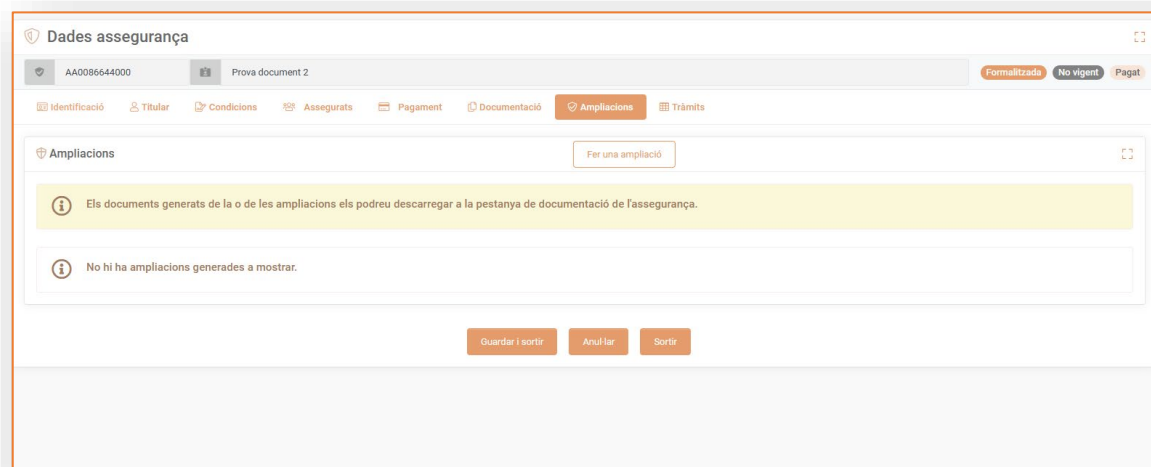 Dades assegurança
AA0086644000 Prova document 2 Formalitzada No vigent Pagat
Identificació Titular Condicions Assegurats Pagament Documentació Ampliacions Tràmits
Ampliacions Fer una ampliació
Els documents generats de la o de les ampliacions els podreu descarregar a la pestanya de documentació de l'assegurança.
No hi ha ampliacions generades a mostrar.
Guardar i sortir Anul·lar Sortir